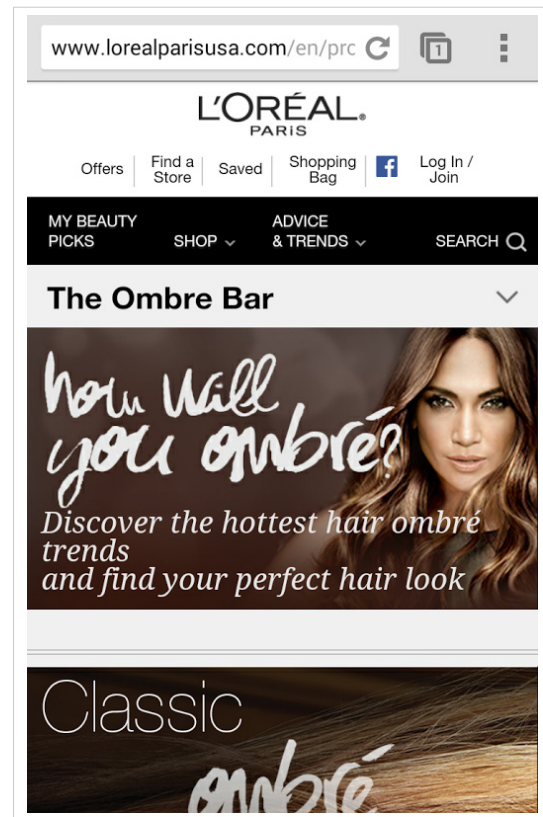 www.lorealparisusa.com/en/prc
1
L'ORÉAL®
PARiS
Offers
Find a
Store
Saved
Shopping
Bag
f
Log In /
Join
MY BEAUTY
PICKS
SHOP
ADVICE
& TRENDS
SEARCH
The Ombre Bar
how will
you ombré?
Discover the hottest hair ombré
trends
and find your perfect hair look
Classic
ombré